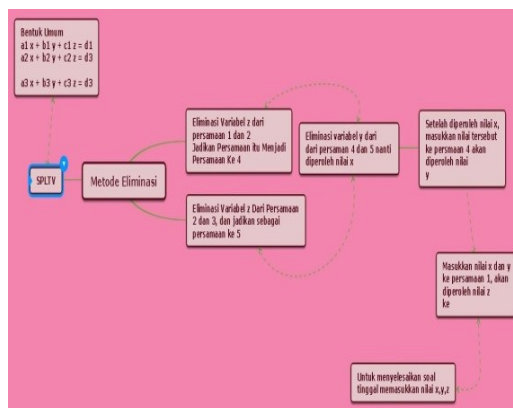 Bentuk Umum
a1 x + b1 y + c1 z = d1
a2 x + b2 y + c2 z = d3
a3 x + b3 y + c3 z = d3
SPLTV
Metode Eliminasi
Eliminasi Variabel z dari
persamaan 1 dan 2
Jadikan Persamaan itu Menjadi
Persamaan Ke 4
Eliminasi Variabel z Dari Persamaan
2 dan 3, dan jadikan sebagai
persamaan ke 5
Eliminasi variabel y dari
dari persaman 4 dan 5 nanti
diperoleh nilai x
Setelah diperoleh nilai x,
masukkan nilai tersebut
ke persmaan 4 akan
diperoleh nilai
y
Masukkan nilai x dan y
ke persamaan 1, akan
diperoleh nilai z
ke
Untuk menyelesaikan soal
tinggal memasukkan nilai x,y,z